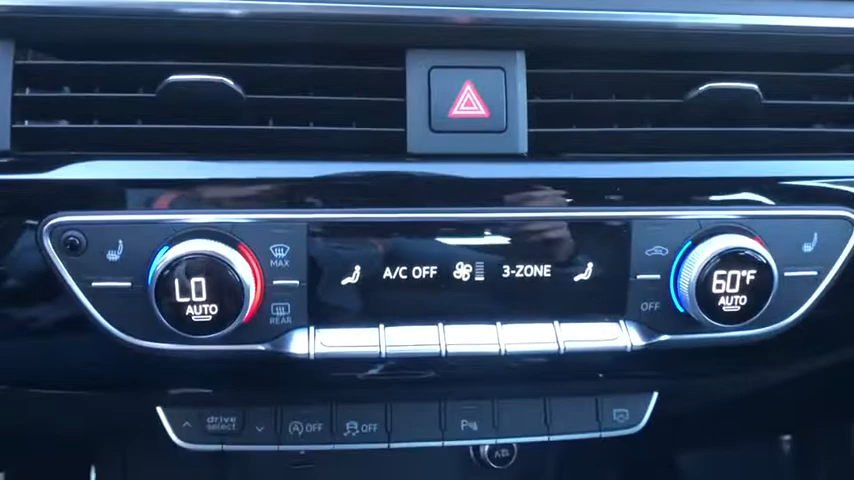 MAX
LO
AUTO
REAR
A/C OFF
3-ZONE
OFF
60°F
AUTO
drive
select
OFF
OFF
P